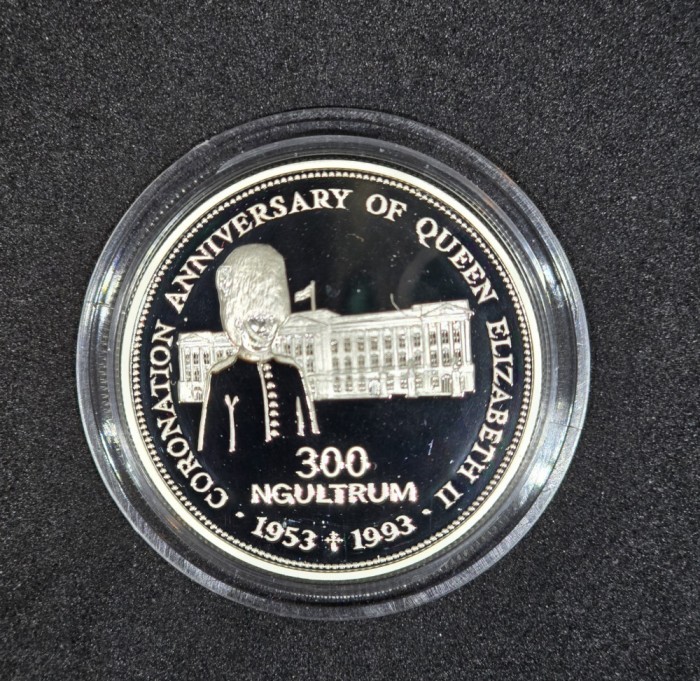 CORONATION ANNIVERSARY OF QUEEN ELIZABETH II
300
NGULTRUM
· 1953 ✝ 1993 ·